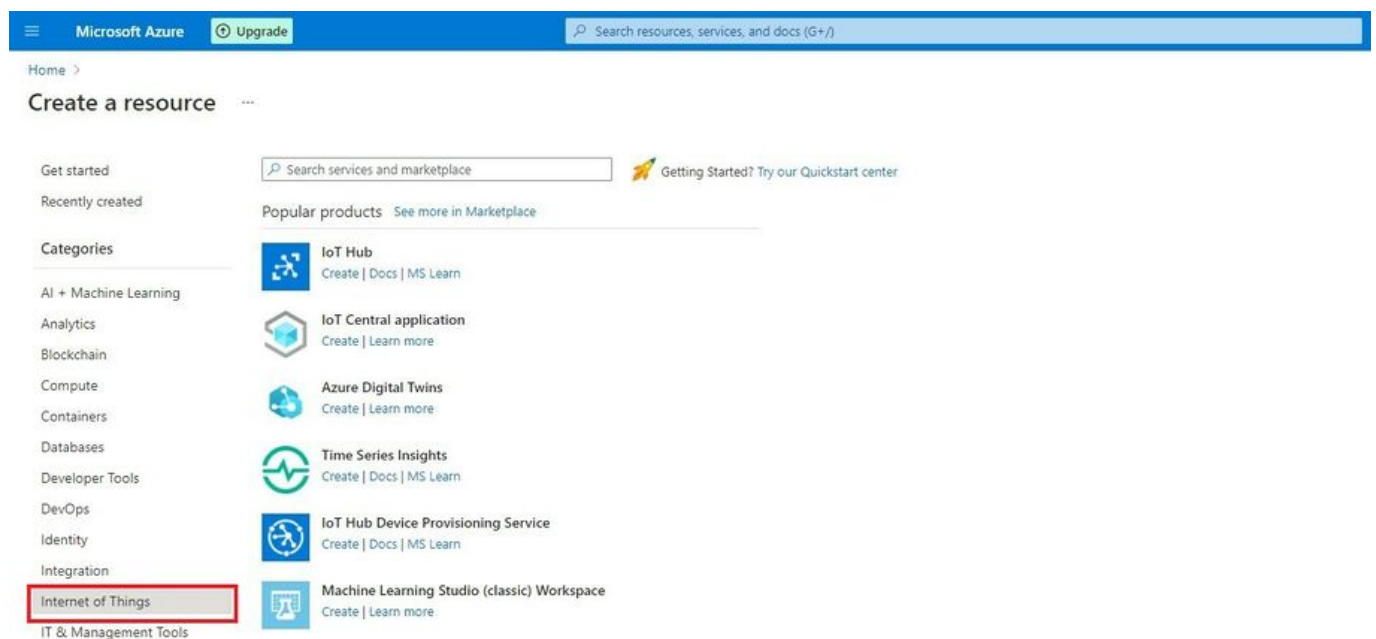 Microsoft Azure Upgrade Search resources, services, and docs (G+/)
Home >
Create a resource ...
Get started
Recently created
Categories
AI + Machine Learning
Analytics
Blockchain
Compute
Containers
Databases
Developer Tools
DevOps
Identity
Integration
Internet of Things
IT & Management Tools
Search services and marketplace
Getting Started? Try our Quickstart center
Popular products See more in Marketplace
IoT Hub
Create | Docs | MS Learn
IoT Central application
Create | Learn more
Azure Digital Twins
Create | Learn more
Time Series Insights
Create | Docs | MS Learn
IoT Hub Device Provisioning Service
Create | Docs | MS Learn
Machine Learning Studio (classic) Workspace
Create | Learn more